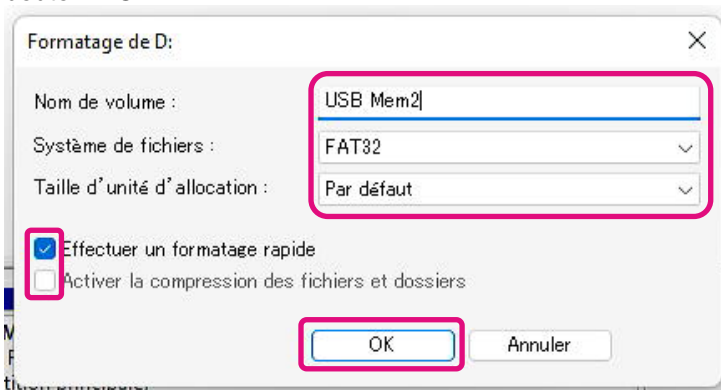 Formatage de D:
Nom de volume :
USB Mem2
Système de fichiers :
FAT32
Taille d'unité d'allocation :
Par défaut
Effectuer un formatage rapide
Activer la compression des fichiers et dossiers
OK
Annuler